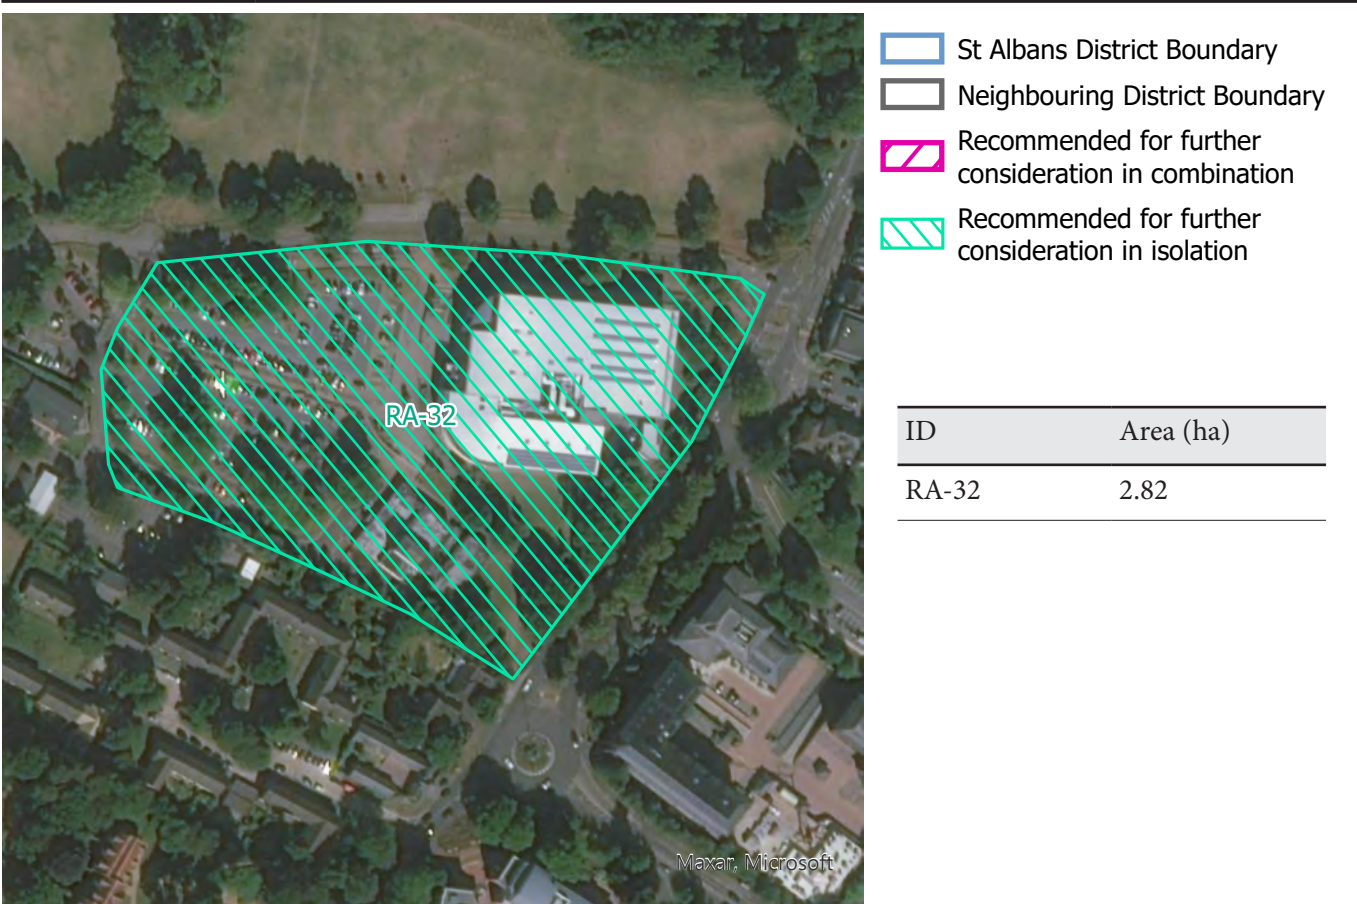 St Albans District Boundary
Neighbouring District Boundary
Recommended for further
consideration in combination
Recommended for further
consideration in isolation
RA-32
ID Area (ha)
RA-32 2.82
Maxar, Microsoft